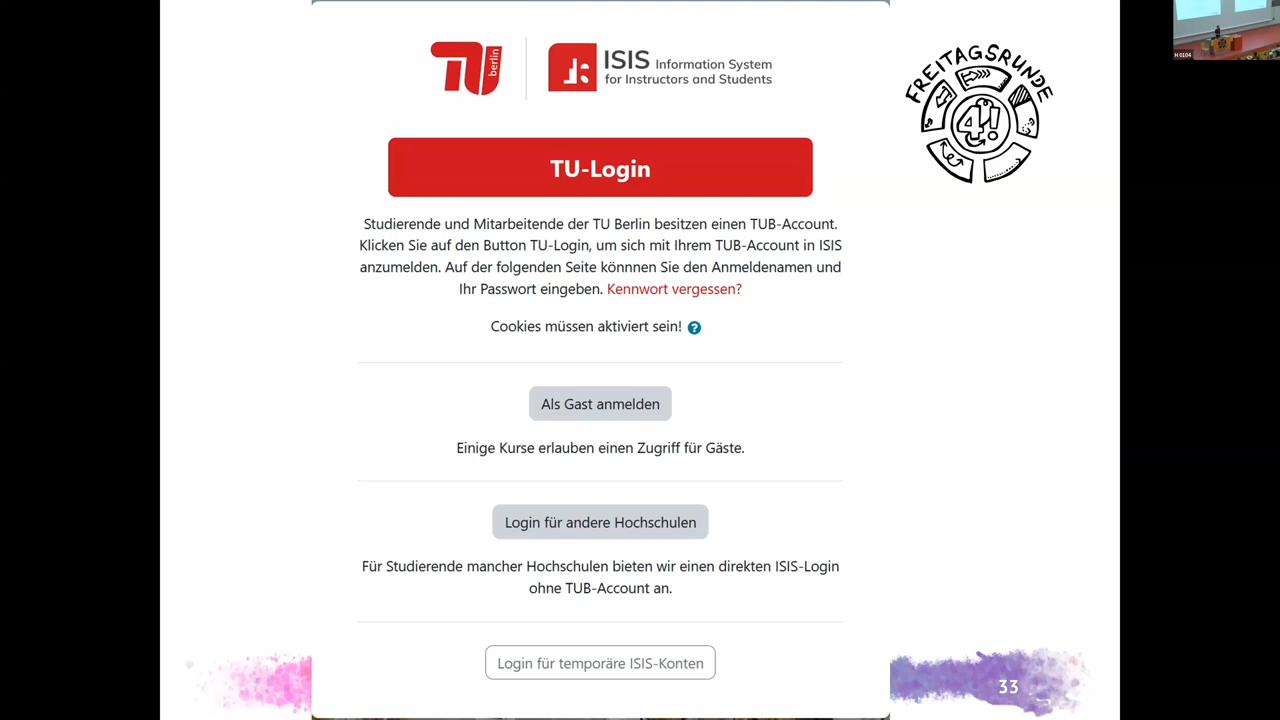 TU
berlin
ISIS Information System
for Instructors and Students
FREITAGSRUNDE
4!
H 0104
TU-Login
Studierende und Mitarbeitende der TU Berlin besitzen einen TUB-Account.
Klicken Sie auf den Button TU-Login, um sich mit Ihrem TUB-Account in ISIS
anzumelden. Auf der folgenden Seite könnnen Sie den Anmeldenamen und
Ihr Passwort eingeben. Kennwort vergessen?
Cookies müssen aktiviert sein! ?
Als Gast anmelden
Einige Kurse erlauben einen Zugriff für Gäste.
Login für andere Hochschulen
Für Studierende mancher Hochschulen bieten wir einen direkten ISIS-Login
ohne TUB-Account an.
Login für temporäre ISIS-Konten
33